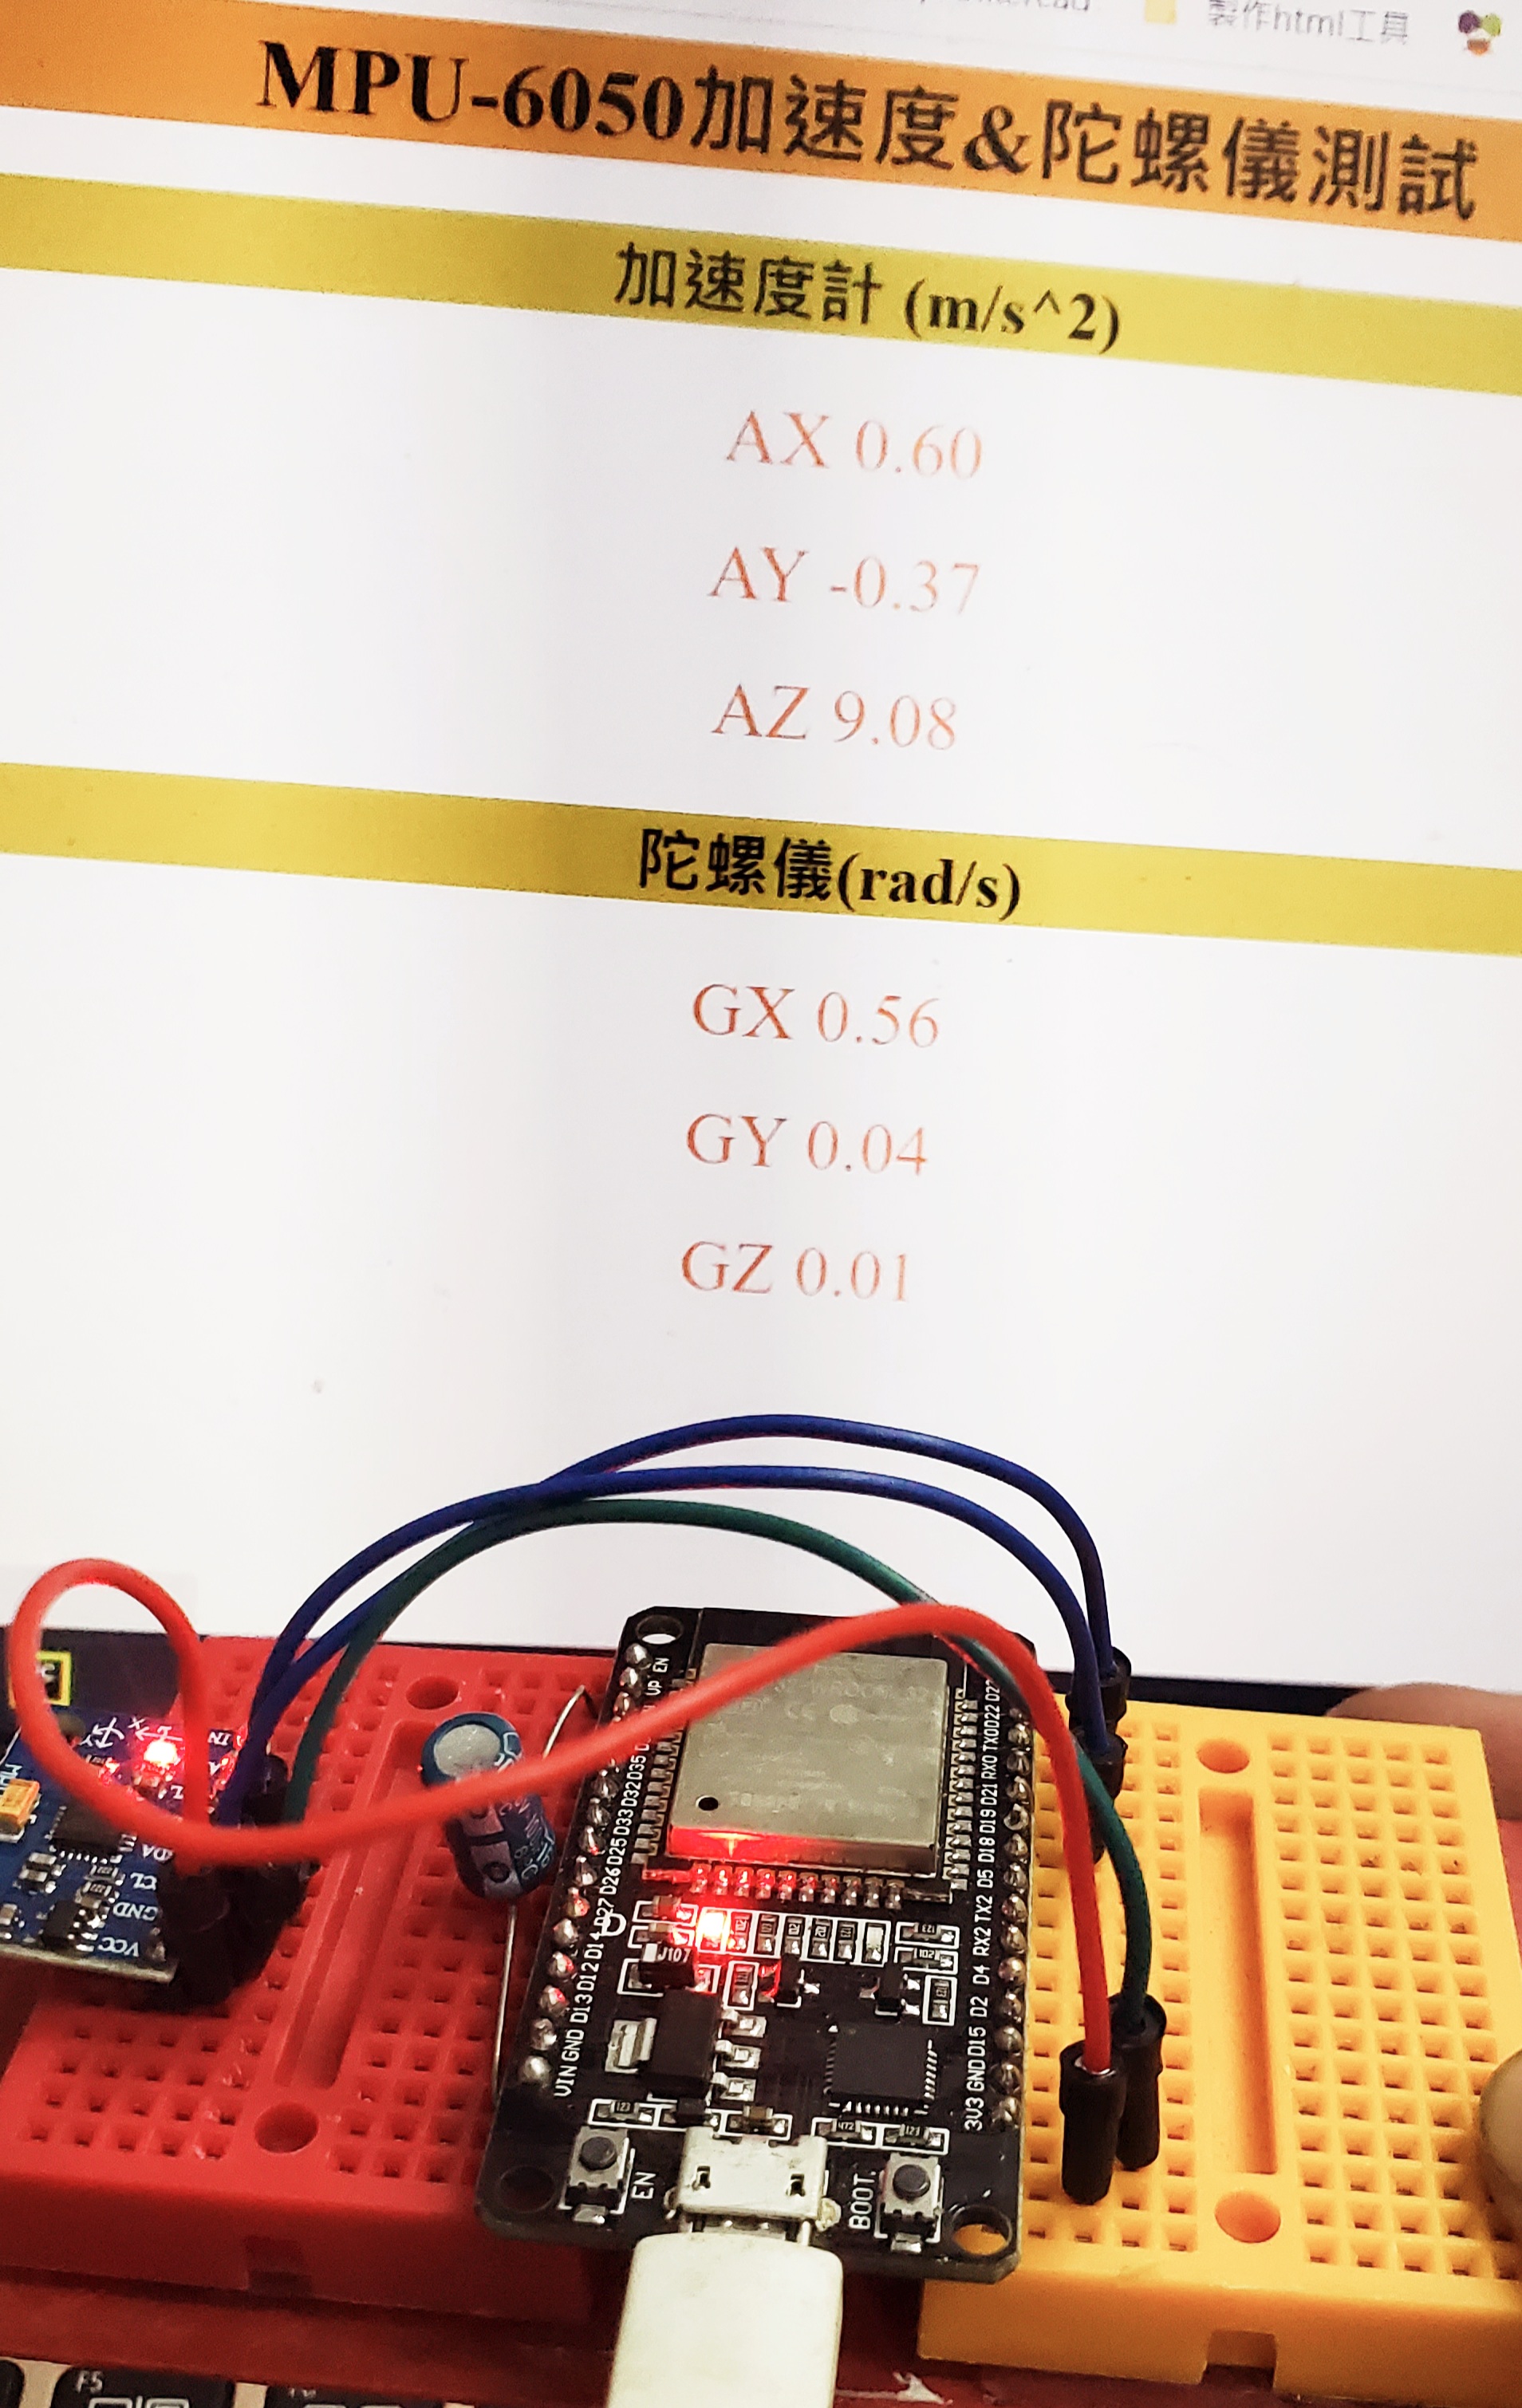 製作html工具
MPU-6050加速度&陀螺儀測試
加速度計 (m/s^2)
AX 0.60
AY -0.37
AZ 9.08
陀螺儀(rad/s)
GX 0.56
GY 0.04
GZ 0.01
EN
VP
D35
D32
D33
D25
D26
D27
D14
D12
D13
GND
VIN
D22
TX0
RX0
D21
D19
D18
D5
TX2
RX2
D4
D2
D15
GND
3V3
J107
GND
VCC
EN
BOOT
F5